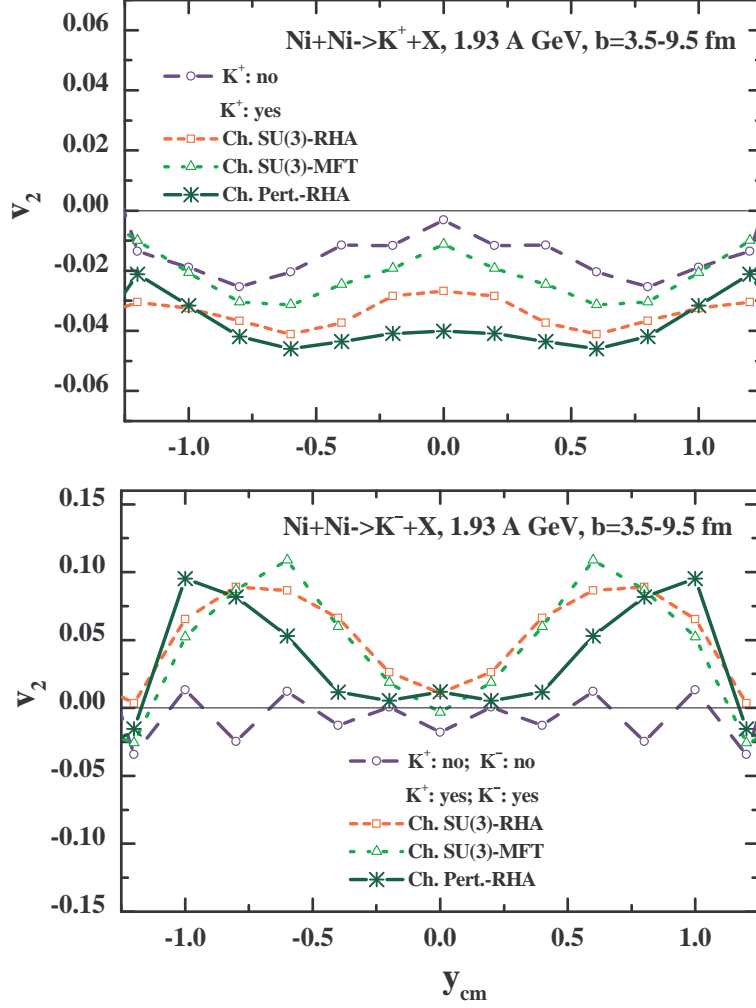 Ni+Ni->K⁺+X, 1.93 A GeV, b=3.5-9.5 fm
K⁺: no
K⁺: yes
Ch. SU(3)-RHA
Ch. SU(3)-MFT
Ch. Pert.-RHA
0.06
0.04
0.02
0.00
-0.02
-0.04
-0.06
v₂
-1.0 -0.5 0.0 0.5 1.0
Ni+Ni->K⁻+X, 1.93 A GeV, b=3.5-9.5 fm
0.15
0.10
0.05
0.00
-0.05
-0.10
-0.15
v₂
K⁺: no; K⁻: no
K⁺: yes; K⁻: yes
Ch. SU(3)-RHA
Ch. SU(3)-MFT
Ch. Pert.-RHA
-1.0 -0.5 0.0 0.5 1.0
y_cm